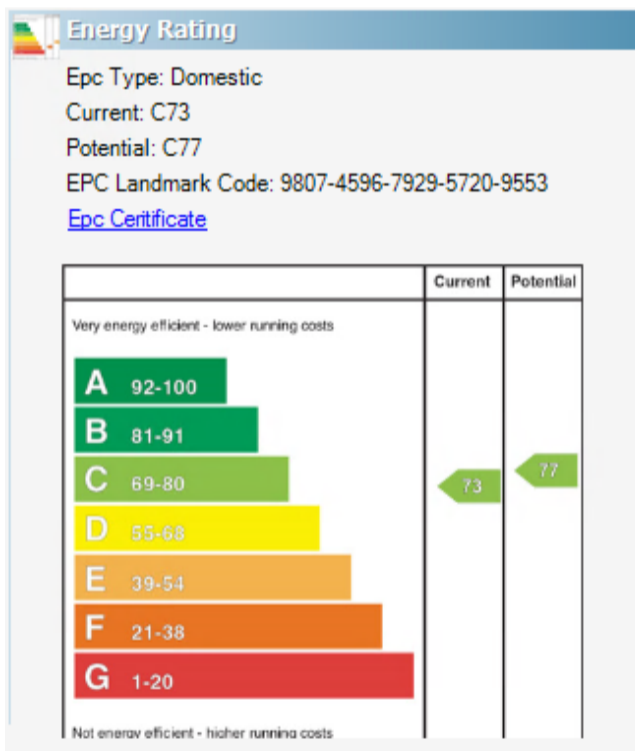 Energy Rating
Epc Type: Domestic
Current: C73
Potential: C77
EPC Landmark Code: 9807-4596-7929-5720-9553
Epc Ceritificate
Current Potential
Very energy efficient - lower running costs
A 92-100
B 81-91
C 69-80
73
77
D 55-68
E 39-54
F 21-38
G 1-20
Not energy efficient - higher running costs